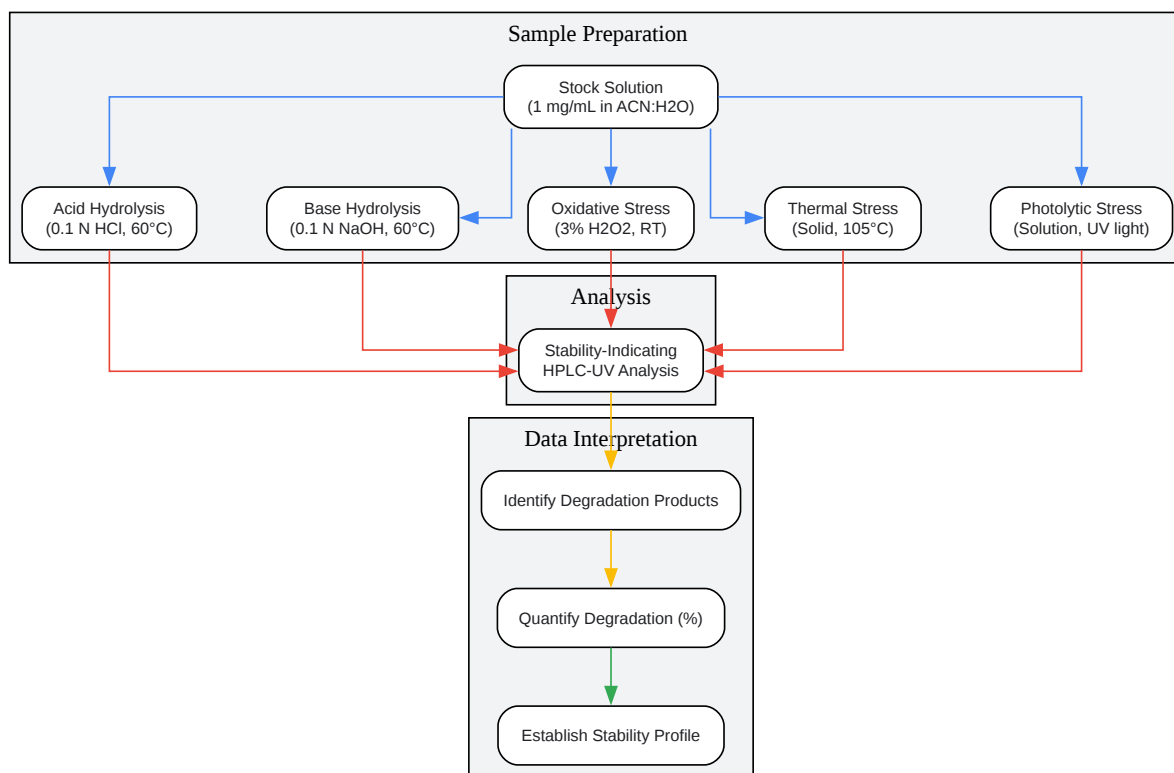 Sample Preparation
Stock Solution
(1 mg/mL in ACN:H2O)
Acid Hydrolysis
(0.1 N HCl, 60°C)
Base Hydrolysis
(0.1 N NaOH, 60°C)
Oxidative Stress
(3% H2O2, RT)
Thermal Stress
(Solid, 105°C)
Photolytic Stress
(Solution, UV light)
Analysis
Stability-Indicating
HPLC-UV Analysis
Data Interpretation
Identify Degradation Products
Quantify Degradation (%)
Establish Stability Profile